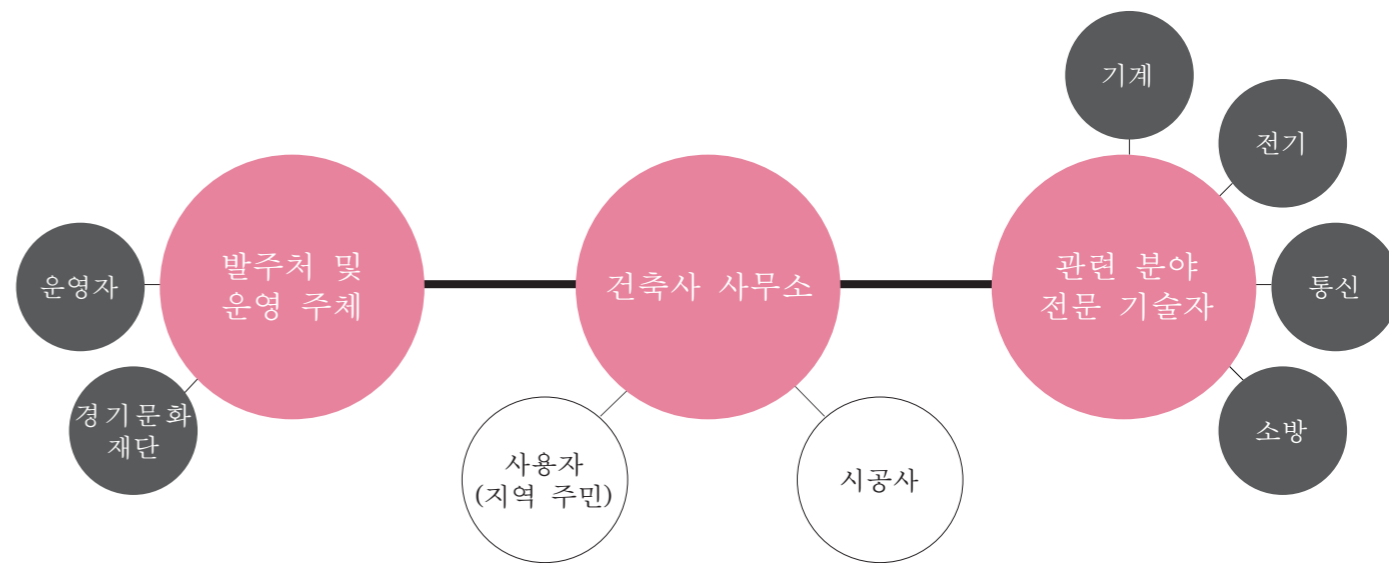 기계
전기
발주처 및
운영 주체
건축사 사무소
관련 분야
전문 기술자
운영자
통신
경기문화
재단
소방
사용자
(지역 주민)
시공사